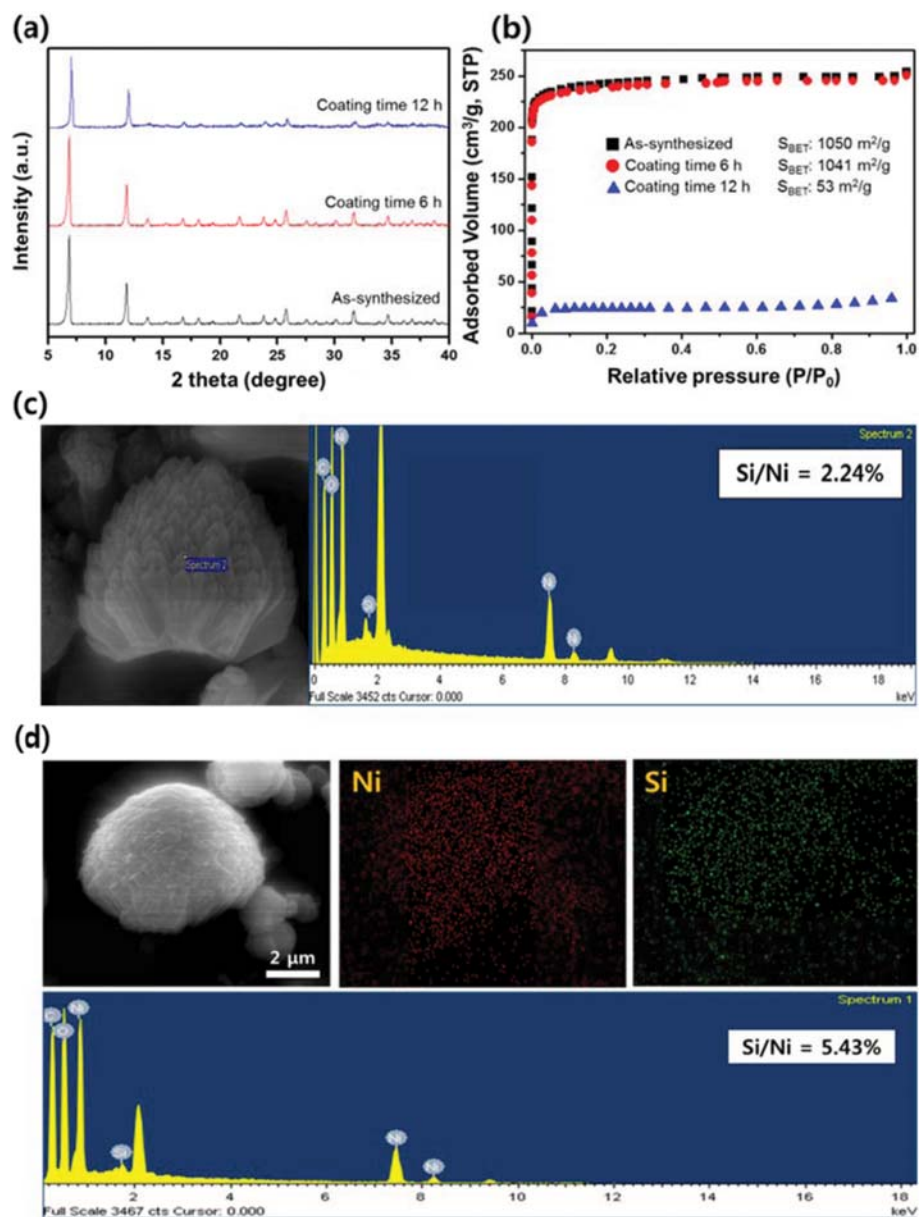 (a)
Coating time 12 h
Coating time 6 h
As-synthesized
Intensity (a.u.)
5 10 15 20 25 30 35 40
2 theta (degree)
(b)
Adsorbed Volume (cm³/g, STP)
250
200
150
100
50
0
As-synthesized S_BET: 1050 m²/g
Coating time 6 h S_BET: 1041 m²/g
Coating time 12 h S_BET: 53 m²/g
0.0 0.2 0.4 0.6 0.8 1.0
Relative pressure (P/P₀)
(c)
Spectrum 2
Spectrum 2
Si/Ni = 2.24%
C
O
Ni
Si
Ni
Ni
0 2 4 6 8 10 12 14 16 18
Full Scale 3452 cts Cursor: 0.000 keV
(d)
2 μm
Ni
Si
Spectrum 1
Si/Ni = 5.43%
C
O
Ni
Si
Ni
Ni
2 4 6 8 10 12 14 16 18
Full Scale 3467 cts Cursor: 0.000 keV